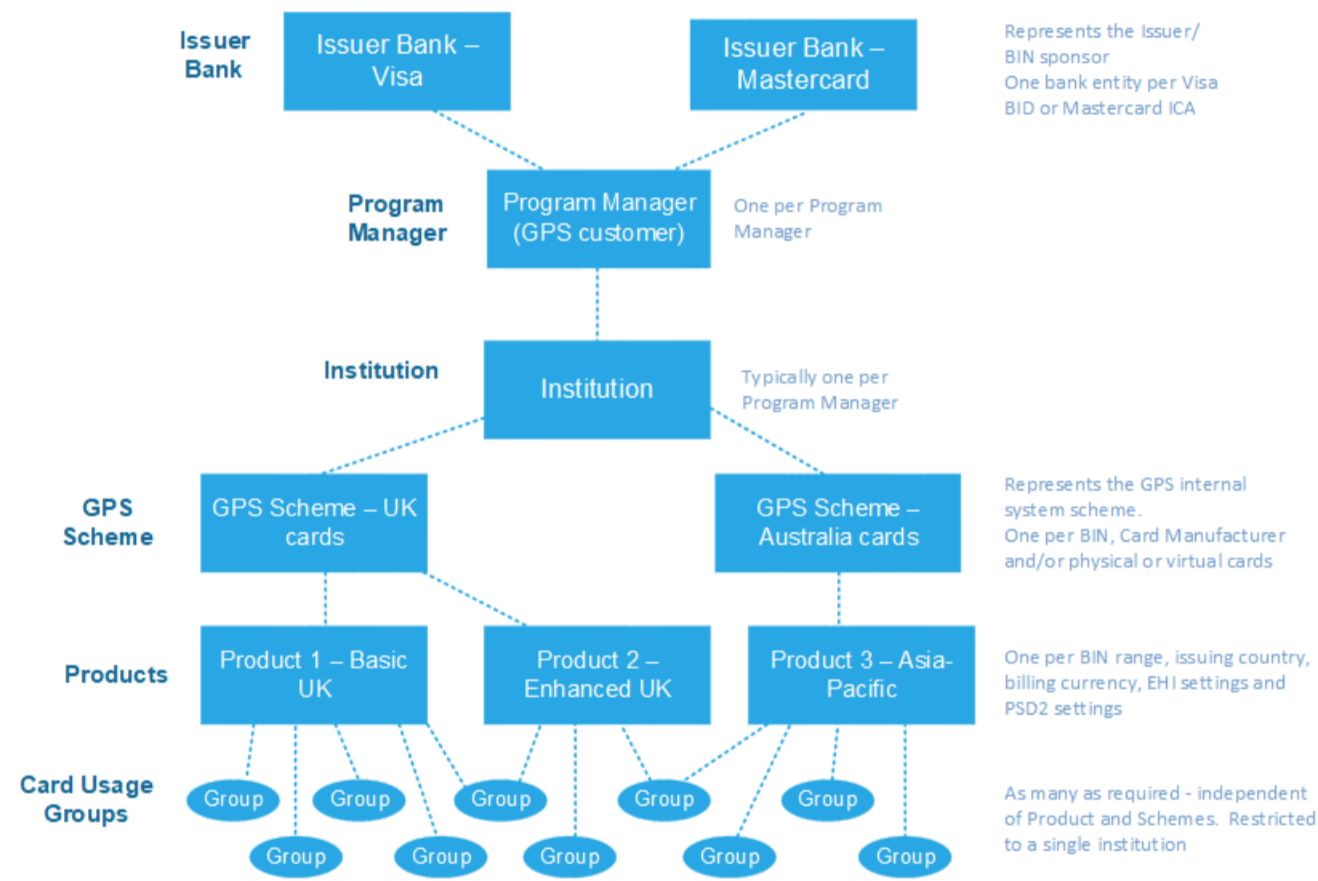 Issuer
Bank
Issuer Bank –
Visa
Issuer Bank –
Mastercard
Represents the Issuer/
BIN sponsor
One bank entity per Visa
BID or Mastercard ICA
Program
Manager
Program Manager
(GPS customer)
One per Program
Manager
Institution
Institution
Typically one per
Program Manager
GPS
Scheme
GPS Scheme – UK
cards
GPS Scheme –
Australia cards
Represents the GPS internal
system scheme.
One per BIN, Card Manufacturer
and/or physical or virtual cards
Products
Product 1 – Basic
UK
Product 2 –
Enhanced UK
Product 3 – Asia-
Pacific
One per BIN range, issuing country,
billing currency, EHI settings and
PSD2 settings
Card Usage
Groups
Group
Group
Group
Group
Group
Group
Group
Group
Group
Group
As many as required - independent
of Product and Schemes. Restricted
to a single institution